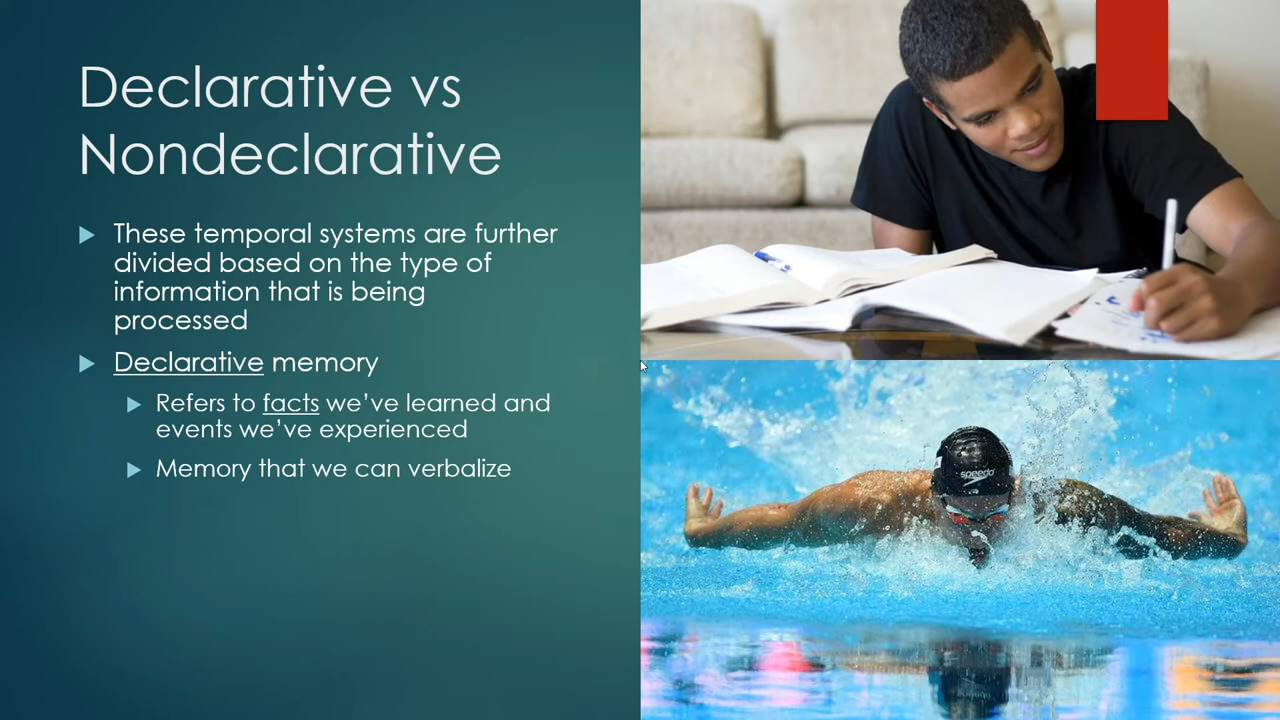 Declarative vs
Nondeclarative
These temporal systems are further
divided based on the type of
information that is being
processed
Declarative memory
Refers to facts we’ve learned and
events we’ve experienced
Memory that we can verbalize
speedo